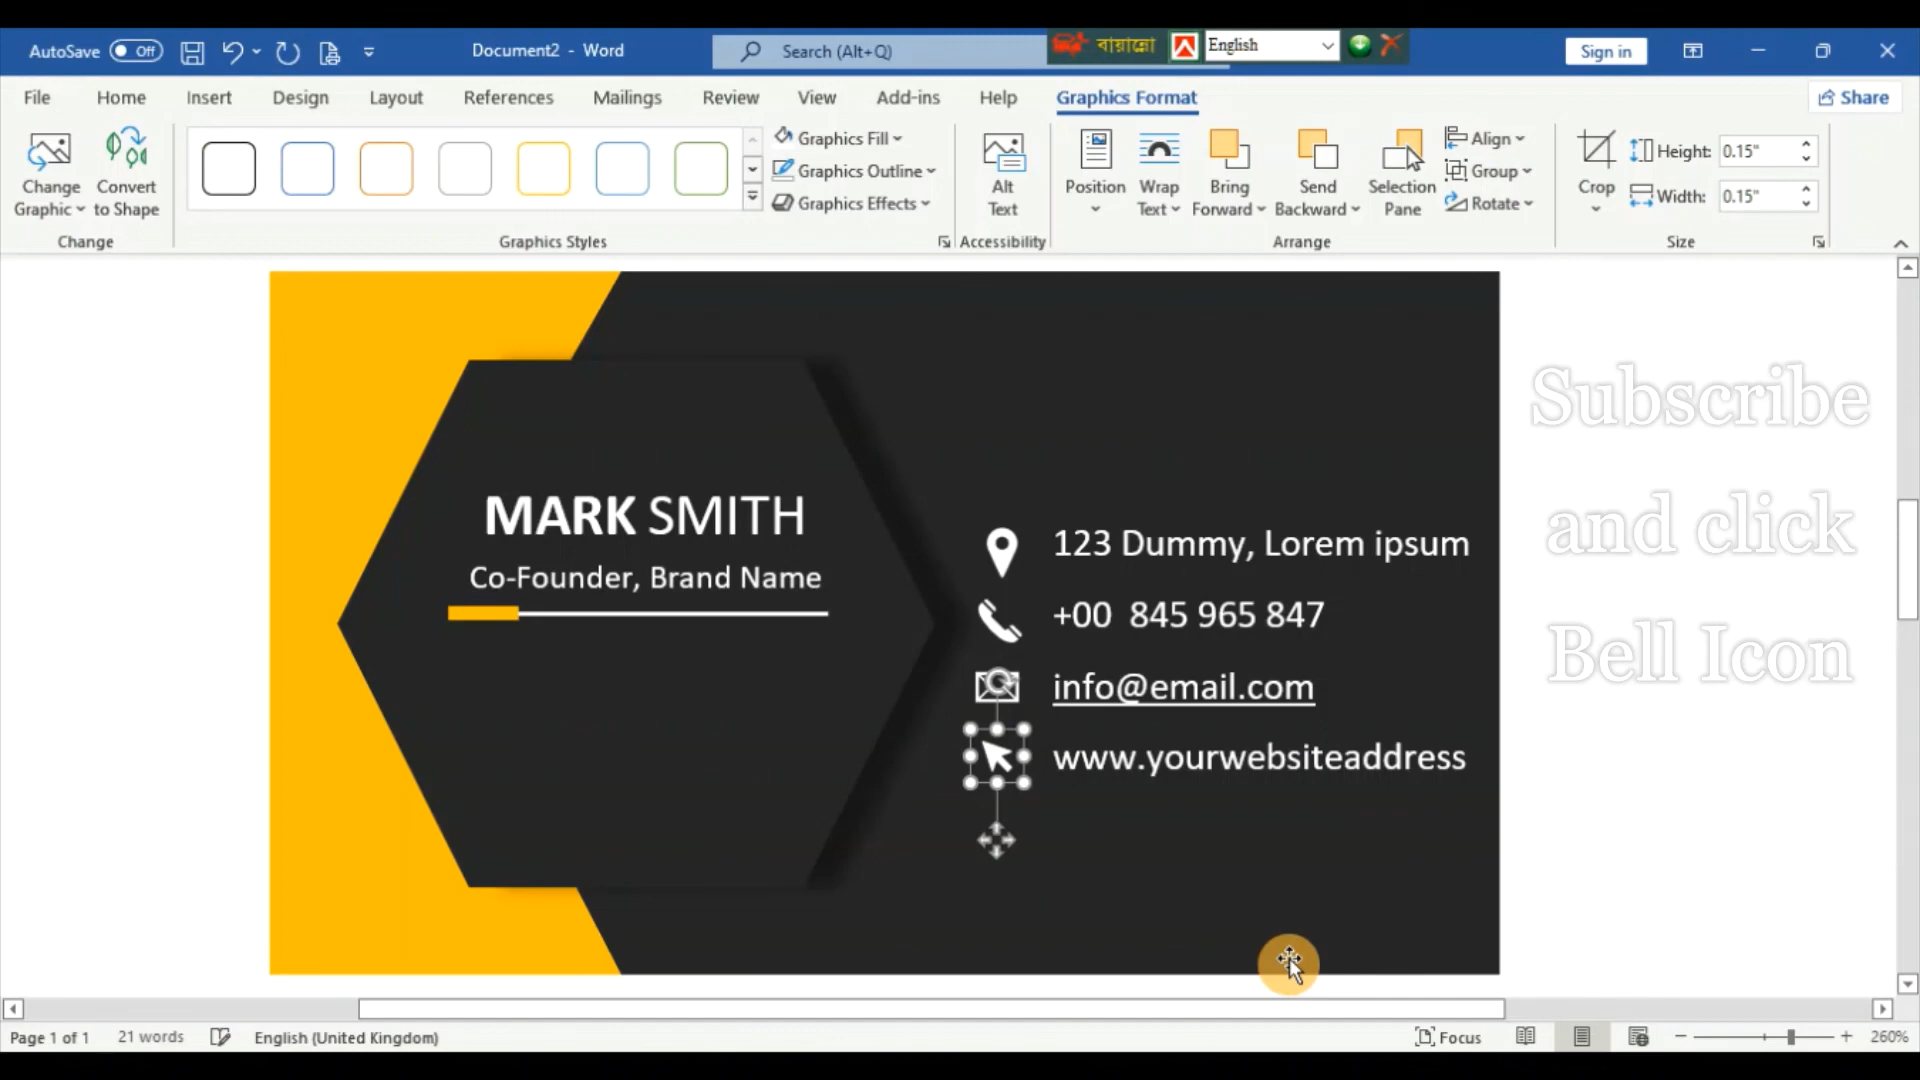 AutoSave Off
Document2 - Word
Search (Alt+Q)
বায়ান্নো
English
Sign in
File Home Insert Design Layout References Mailings Review View Add-ins Help Graphics Format
Share
Change Graphic
Convert to Shape
Change
Graphics Fill
Graphics Outline
Graphics Effects
Graphics Styles
Alt Text
Accessibility
Position
Wrap Text
Bring Forward
Send Backward
Selection Pane
Align
Group
Rotate
Arrange
Crop
Height: 0.15"
Width: 0.15"
Size
MARK SMITH
Co-Founder, Brand Name
123 Dummy, Lorem ipsum
+00 845 965 847
info@email.com
www.yourwebsiteaddress
Subscribe
and click
Bell Icon
Page 1 of 1 21 words English (United Kingdom)
Focus
260%